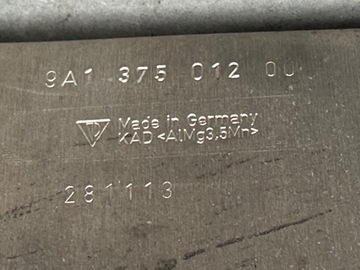 9A1 375 012 00
Made in Germany
KAD <AlMg3,5Mn>
281113